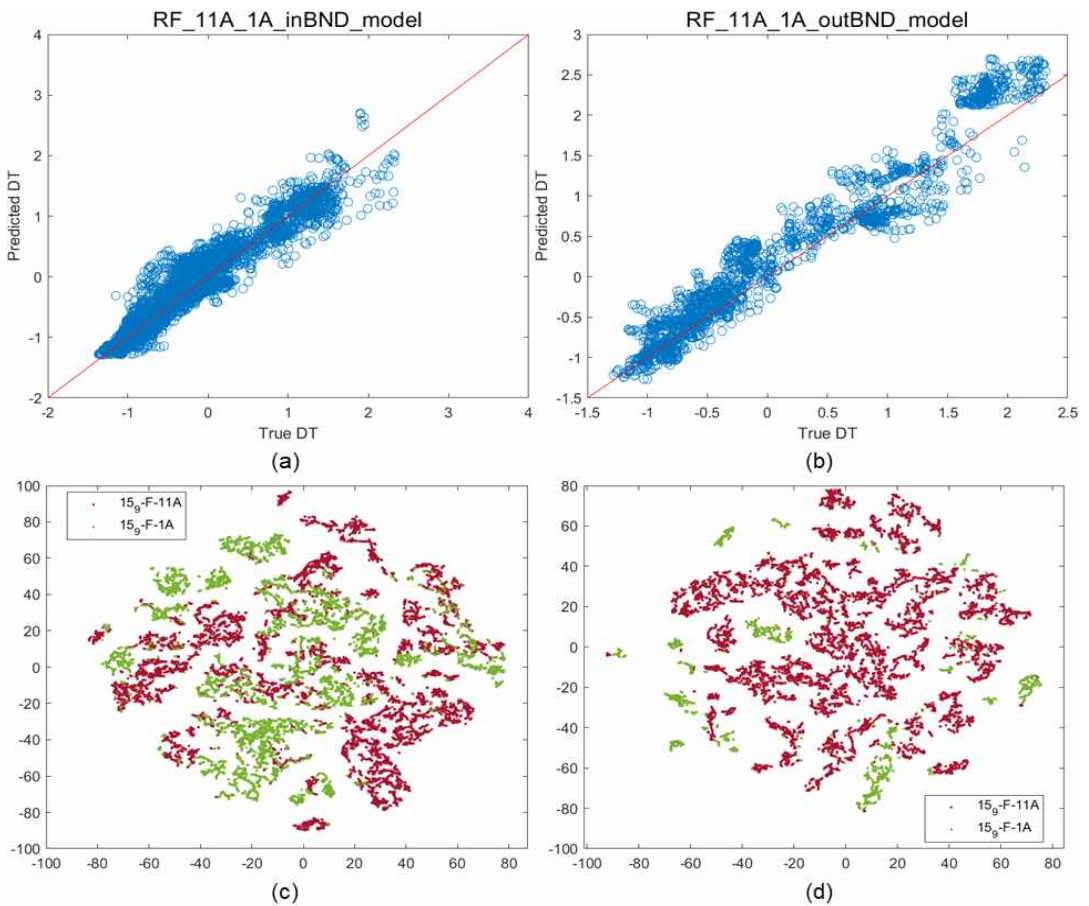 RF_11A_1A_inBND_model
4
3
2
1
0
-1
-2
Predicted DT
-2 -1 0 1 2 3 4
True DT
(a)
RF_11A_1A_outBND_model
3
2.5
2
1.5
1
0.5
0
-0.5
-1
-1.5
Predicted DT
-1.5 -1 -0.5 0 0.5 1 1.5 2 2.5
True DT
(b)
100
80
60
40
20
0
-20
-40
-60
-80
-100
15₉-F-11A
15₉-F-1A
-100 -80 -60 -40 -20 0 20 40 60 80
(c)
80
60
40
20
0
-20
-40
-60
-80
-100
15₉-F-11A
15₉-F-1A
-100 -80 -60 -40 -20 0 20 40 60 80
(d)